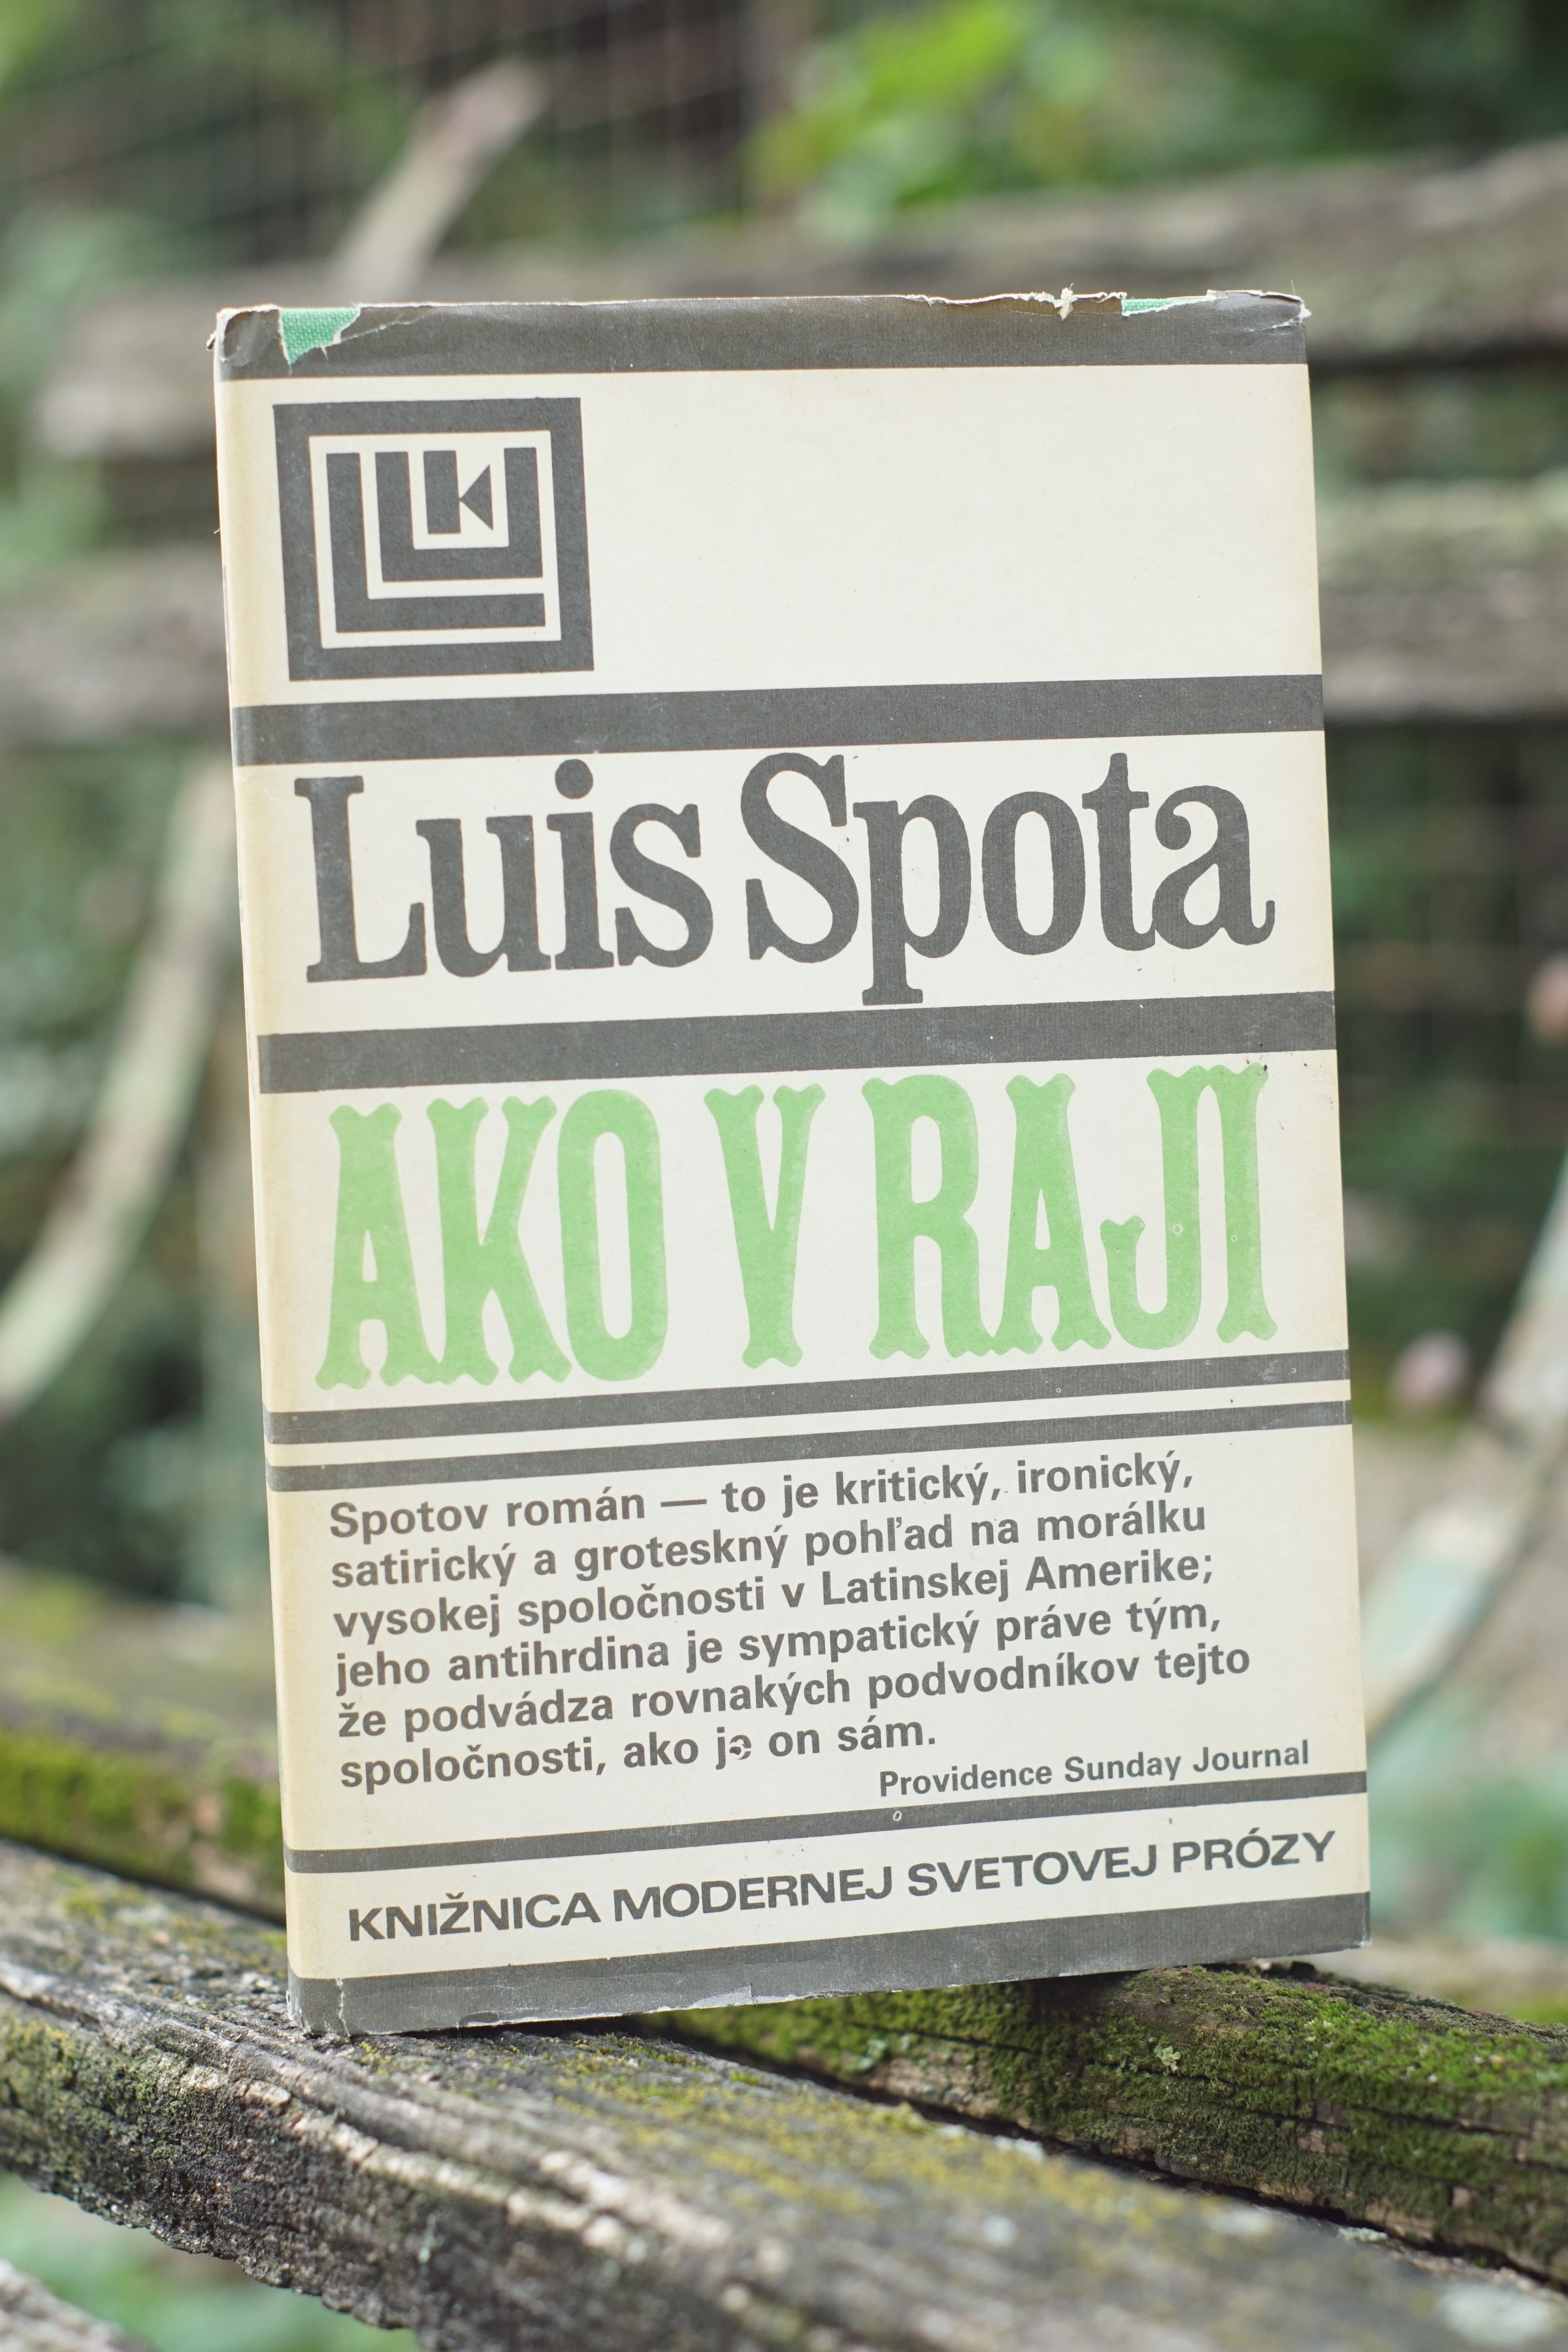 Luis Spota
AKO V RAJI
Spotov román — to je kritický, ironický,
satirický a groteskný pohľad na morálku
vysokej spoločnosti v Latinskej Amerike;
jeho antihrdina je sympatický práve tým,
že podvádza rovnakých podvodníkov tejto
spoločnosti, ako je on sám.
Providence Sunday Journal
KNIŽNICA MODERNEJ SVETOVEJ PRÓZY